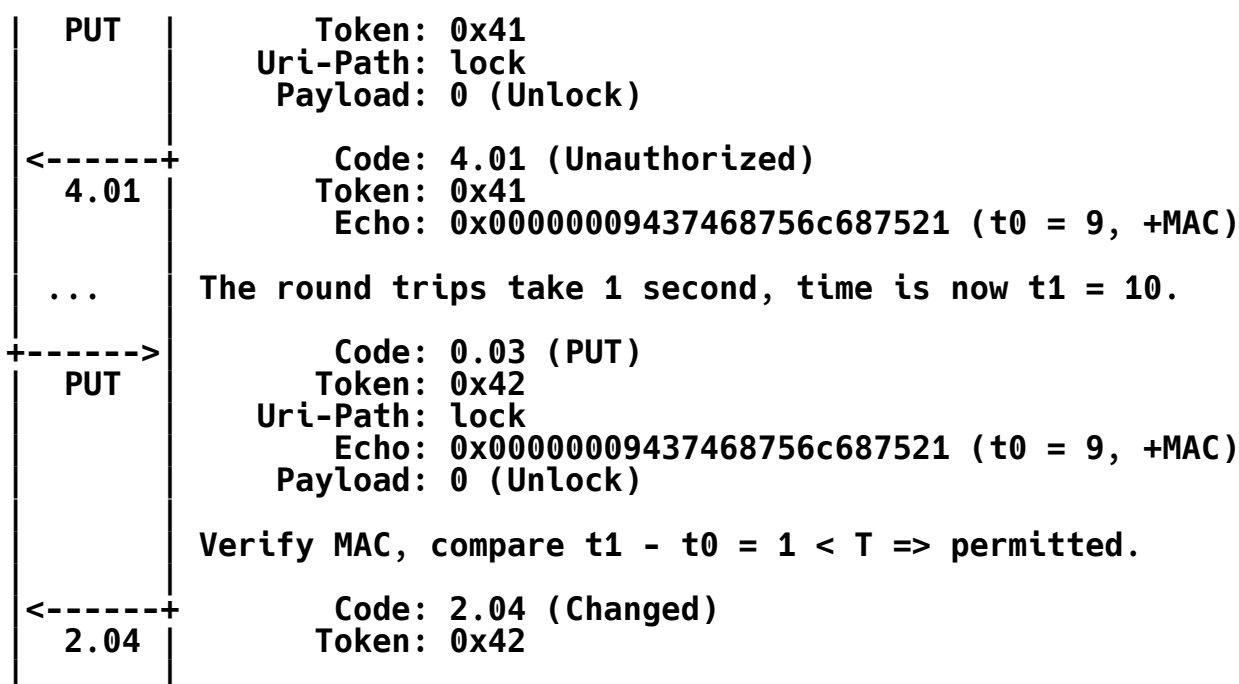 |  PUT  |       Token: 0x41
|       |    Uri-Path: lock
|       |     Payload: 0 (Unlock)
|       |
|<------+        Code: 4.01 (Unauthorized)
|  4.01 |       Token: 0x41
|       |        Echo: 0x00000009437468756c687521 (t0 = 9, +MAC)
|       |
| ...   | The round trips take 1 second, time is now t1 = 10.
|       |
+------>|        Code: 0.03 (PUT)
|  PUT  |       Token: 0x42
|       |    Uri-Path: lock
|       |        Echo: 0x00000009437468756c687521 (t0 = 9, +MAC)
|       |     Payload: 0 (Unlock)
|       |
|       | Verify MAC, compare t1 - t0 = 1 < T => permitted.
|       |
|<------+        Code: 2.04 (Changed)
|  2.04 |       Token: 0x42
|       |